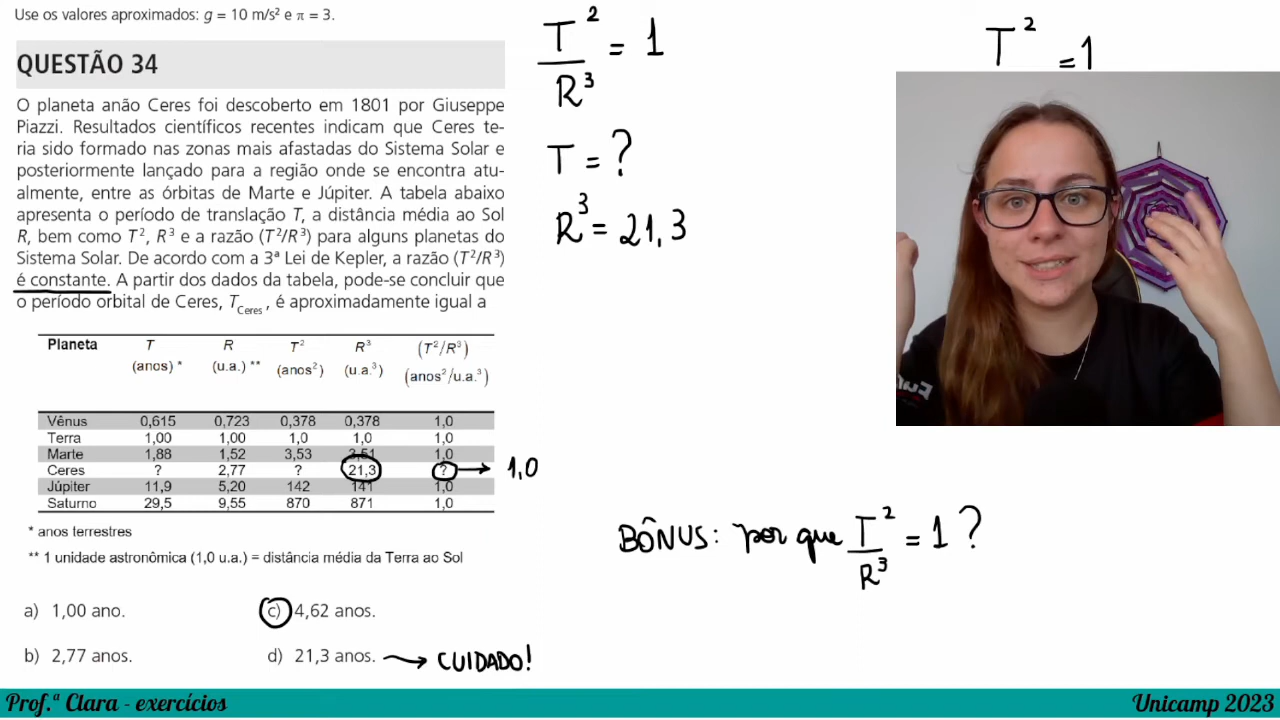 Use os valores aproximados: g = 10 m/s² e π = 3.
QUESTÃO 34
O planeta anão Ceres foi descoberto em 1801 por Giuseppe
Piazzi. Resultados científicos recentes indicam que Ceres te-
ria sido formado nas zonas mais afastadas do Sistema Solar e
posteriormente lançado para a região onde se encontra atu-
almente, entre as órbitas de Marte e Júpiter. A tabela abaixo
apresenta o período de translação T, a distância média ao Sol
R, bem como T², R³ e a razão (T²/R³) para alguns planetas do
Sistema Solar. De acordo com a 3ª Lei de Kepler, a razão (T²/R³)
é constante. A partir dos dados da tabela, pode-se concluir que
o período orbital de Ceres, T_Ceres, é aproximadamente igual a
Planeta T R T² R³ (T²/R³)
(anos) * (u.a.) ** (anos²) (u.a.³) (anos²/u.a.³)
Vênus 0,615 0,723 0,378 0,378 1,0
Terra 1,00 1,00 1,0 1,0 1,0
Marte 1,88 1,52 3,53 3,51 1,0
Ceres ? 2,77 ? 21,3 ? → 1,0
Júpiter 11,9 5,20 142 141 1,0
Saturno 29,5 9,55 870 871 1,0
* anos terrestres
** 1 unidade astronômica (1,0 u.a.) = distância média da Terra ao Sol
a) 1,00 ano.
b) 2,77 anos.
c) 4,62 anos.
d) 21,3 anos. → CUIDADO!
T²/R³ = 1
T = ?
R³ = 21,3
T² = 1
BÔNUS: por que T²/R³ = 1 ?
Prof.ª Clara - exercícios
Unicamp 2023